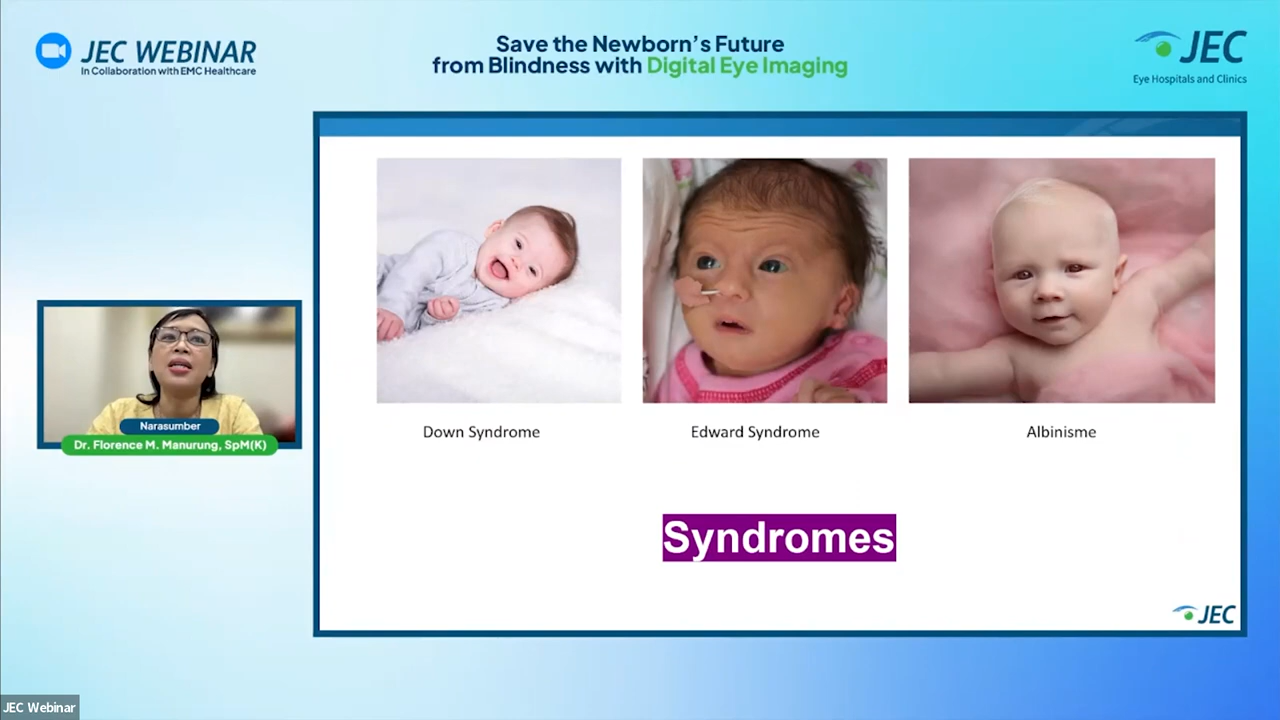 JEC WEBINAR
In Collaboration with EMC Healthcare
Save the Newborn's Future
from Blindness with Digital Eye Imaging
JEC
Eye Hospitals and Clinics
Narasumber
Dr. Florence M. Manurung, SpM(K)
Down Syndrome
Edward Syndrome
Albinisme
Syndromes
JEC
JEC Webinar